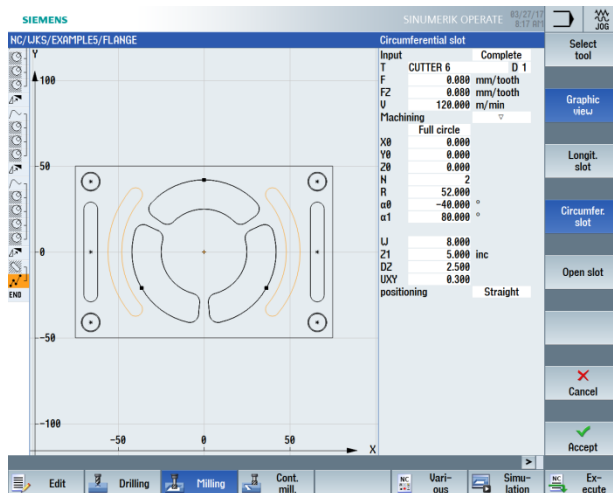 SIEMENS
SINUMERIK OPERATE 03/27/17
8:17 AM
JOG
NC/WKS/EXAMPLE5/FLANGE
Circumferential slot
Select
tool
Input Complete
T CUTTER 6 D 1
F 0.080 mm/tooth
FZ 0.080 mm/tooth
V 120.000 m/min
Machining ▽
Full circle
X0 0.000
Y0 0.000
Z0 0.000
N 2
R 52.000
α0 -40.000 °
α1 80.000 °
W 8.000
Z1 5.000 inc
DZ 2.500
UXY 0.300
positioning Straight
Y
100
50
0
-50
-100
-50 0 50 X
END
Graphic
view
Longit.
slot
Circumfer.
slot
Open slot
Cancel
Accept
>
Edit
Drilling
Milling
Cont.
mill.
NC
Vari-
ous
Simu-
lation
NC
Ex-
ecute